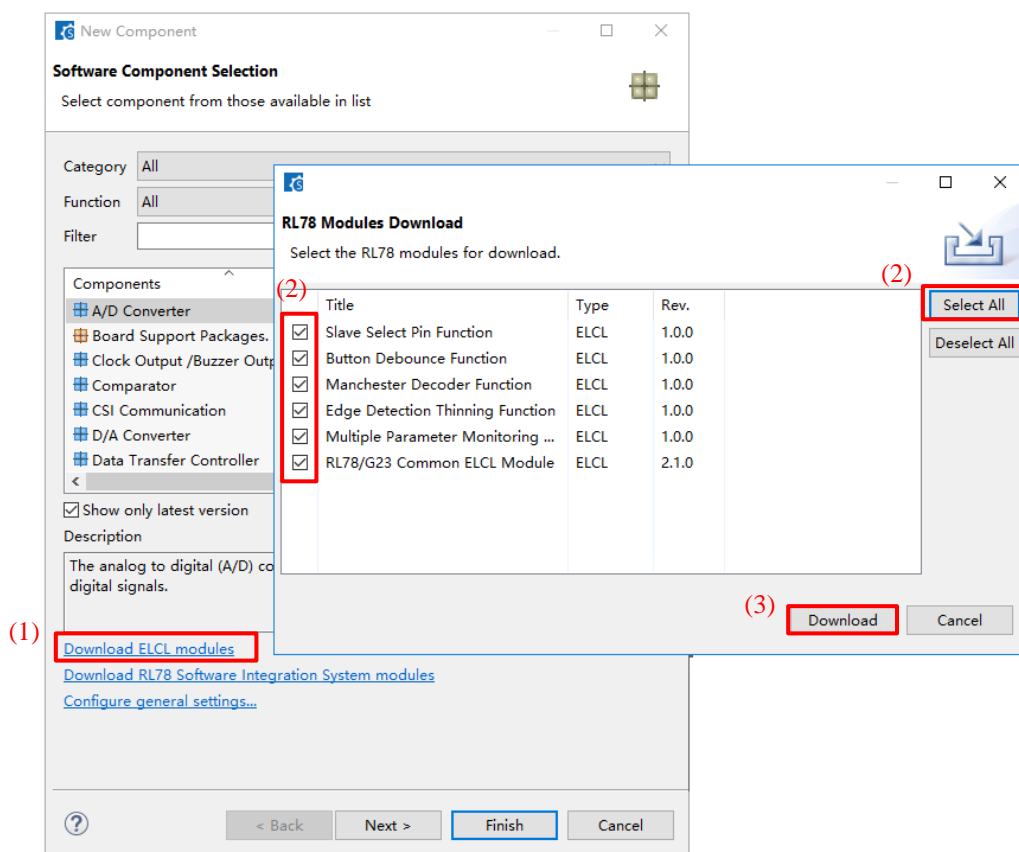 New Component
Software Component Selection
Select component from those available in list
Category All
Function All
Filter
Components
A/D Converter
Board Support Packages.
Clock Output /Buzzer Outp
Comparator
CSI Communication
D/A Converter
Data Transfer Controller
Show only latest version
Description
The analog to digital (A/D) co
digital signals.
(1)
Download ELCL modules
Download RL78 Software Integration System modules
Configure general settings...
< Back Next > Finish Cancel
RL78 Modules Download
Select the RL78 modules for download.
(2) (2)
Title Type Rev.
Slave Select Pin Function ELCL 1.0.0
Button Debounce Function ELCL 1.0.0
Manchester Decoder Function ELCL 1.0.0
Edge Detection Thinning Function ELCL 1.0.0
Multiple Parameter Monitoring ... ELCL 1.0.0
RL78/G23 Common ELCL Module ELCL 2.1.0
Select All
Deselect All
(3)
Download Cancel